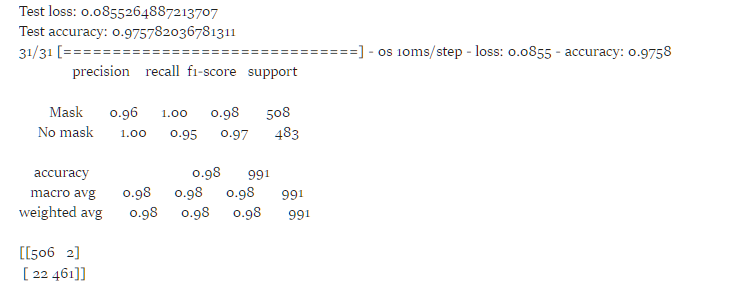 Test loss: 0.0855264887213707
Test accuracy: 0.975782036781311
31/31 [==============================] - 0s 10ms/step - loss: 0.0855 - accuracy: 0.9758
precision recall f1-score support
Mask 0.96 1.00 0.98 508
No mask 1.00 0.95 0.97 483
accuracy 0.98 991
macro avg 0.98 0.98 0.98 991
weighted avg 0.98 0.98 0.98 991
[[506 2]
[ 22 461]]